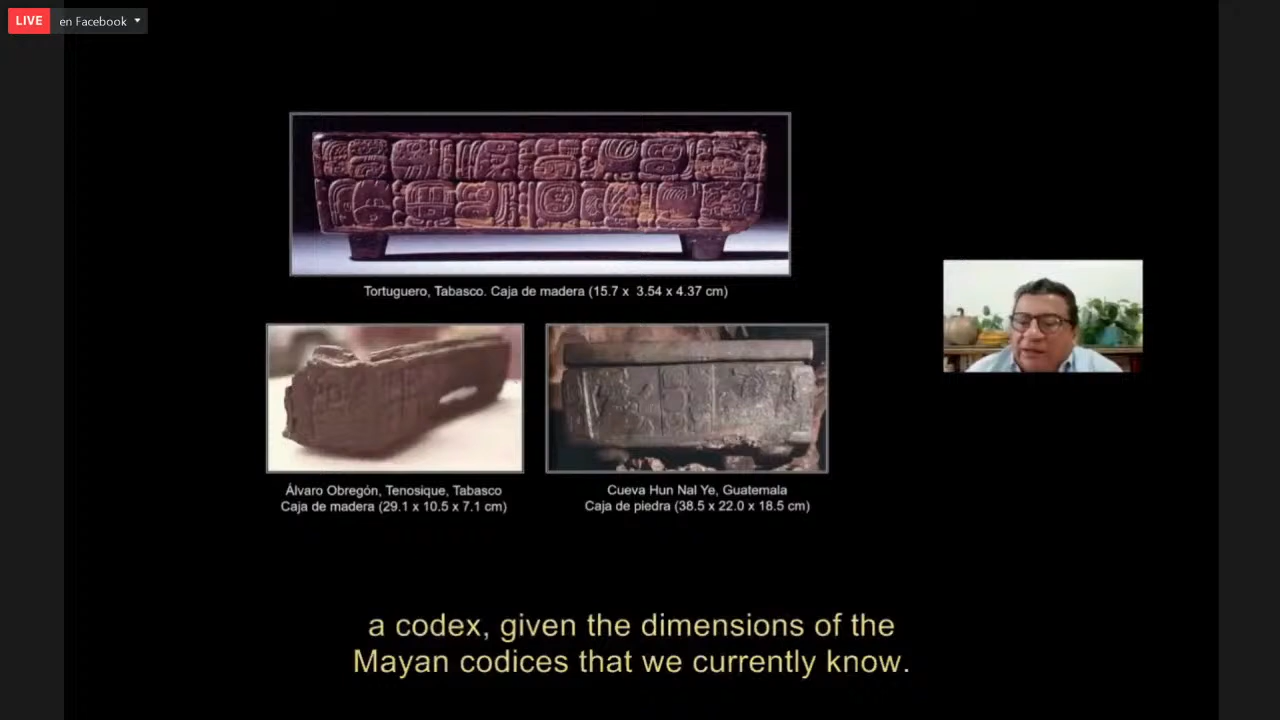 LIVE en Facebook
Tortuguero, Tabasco. Caja de madera (15.7 x 3.54 x 4.37 cm)
Álvaro Obregón, Tenosique, Tabasco
Caja de madera (29.1 x 10.5 x 7.1 cm)
Cueva Hun Nal Ye, Guatemala
Caja de piedra (38.5 x 22.0 x 18.5 cm)
a codex, given the dimensions of the
Mayan codices that we currently know.